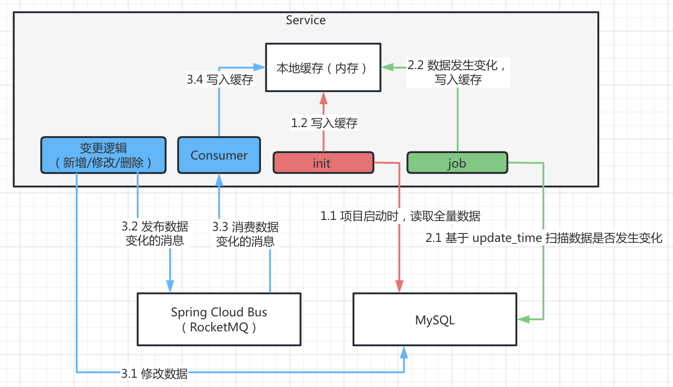 Service
本地缓存（内存）
2.2 数据发生变化，
写入缓存
3.4 写入缓存
1.2 写入缓存
变更逻辑
（新增/修改/删除）
Consumer
init
job
3.2 发布数据
变化的消息
3.3 消费数据
变化的消息
1.1 项目启动时，读取全量数据
2.1 基于 update_time 扫描数据是否发生变化
Spring Cloud Bus
（RocketMQ）
MySQL
3.1 修改数据